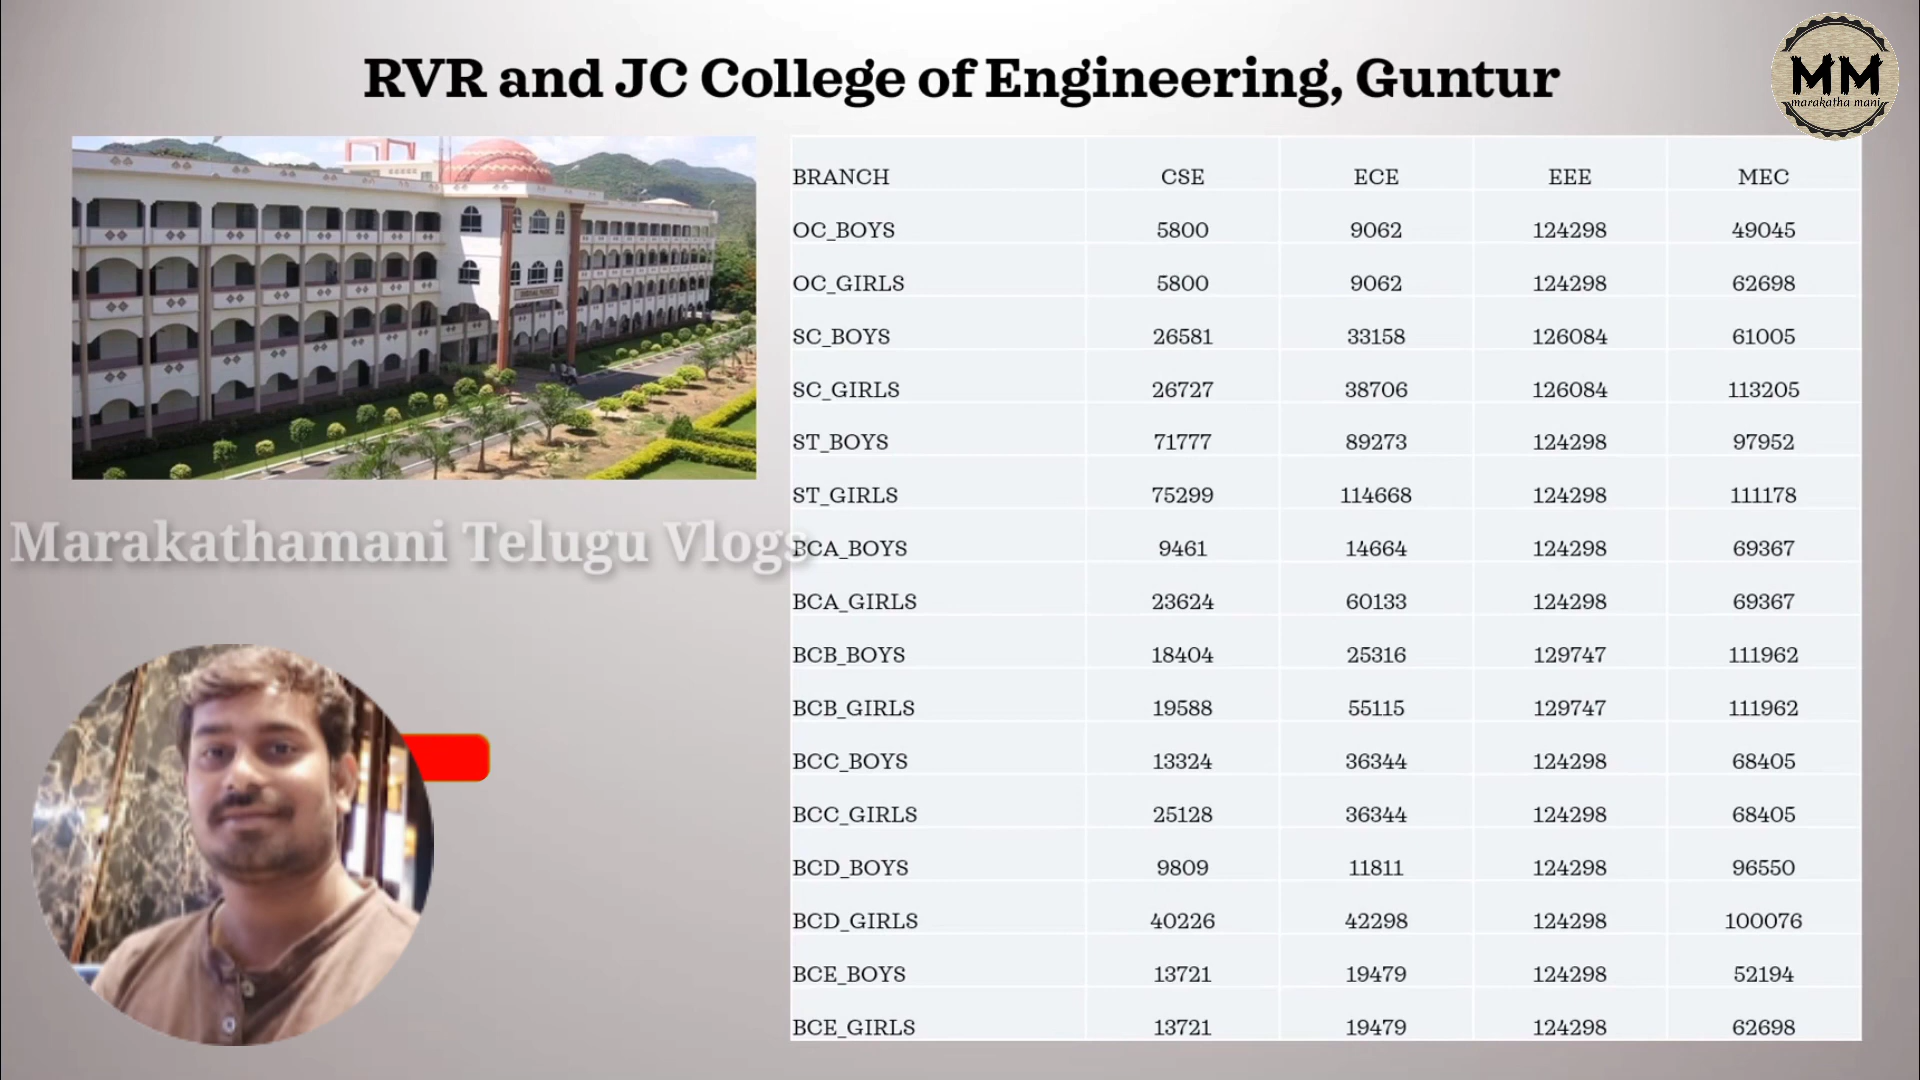 RVR and JC College of Engineering, Guntur
MM
marakatha mani
BRANCH CSE ECE EEE MEC
OC_BOYS 5800 9062 124298 49045
OC_GIRLS 5800 9062 124298 62698
SC_BOYS 26581 33158 126084 61005
SC_GIRLS 26727 38706 126084 113205
ST_BOYS 71777 89273 124298 97952
ST_GIRLS 75299 114668 124298 111178
Marakathamani Telugu Vlogs
BCA_BOYS 9461 14664 124298 69367
BCA_GIRLS 23624 60133 124298 69367
BCB_BOYS 18404 25316 129747 111962
BCB_GIRLS 19588 55115 129747 111962
BCC_BOYS 13324 36344 124298 68405
BCC_GIRLS 25128 36344 124298 68405
BCD_BOYS 9809 11811 124298 96550
BCD_GIRLS 40226 42298 124298 100076
BCE_BOYS 13721 19479 124298 52194
BCE_GIRLS 13721 19479 124298 62698